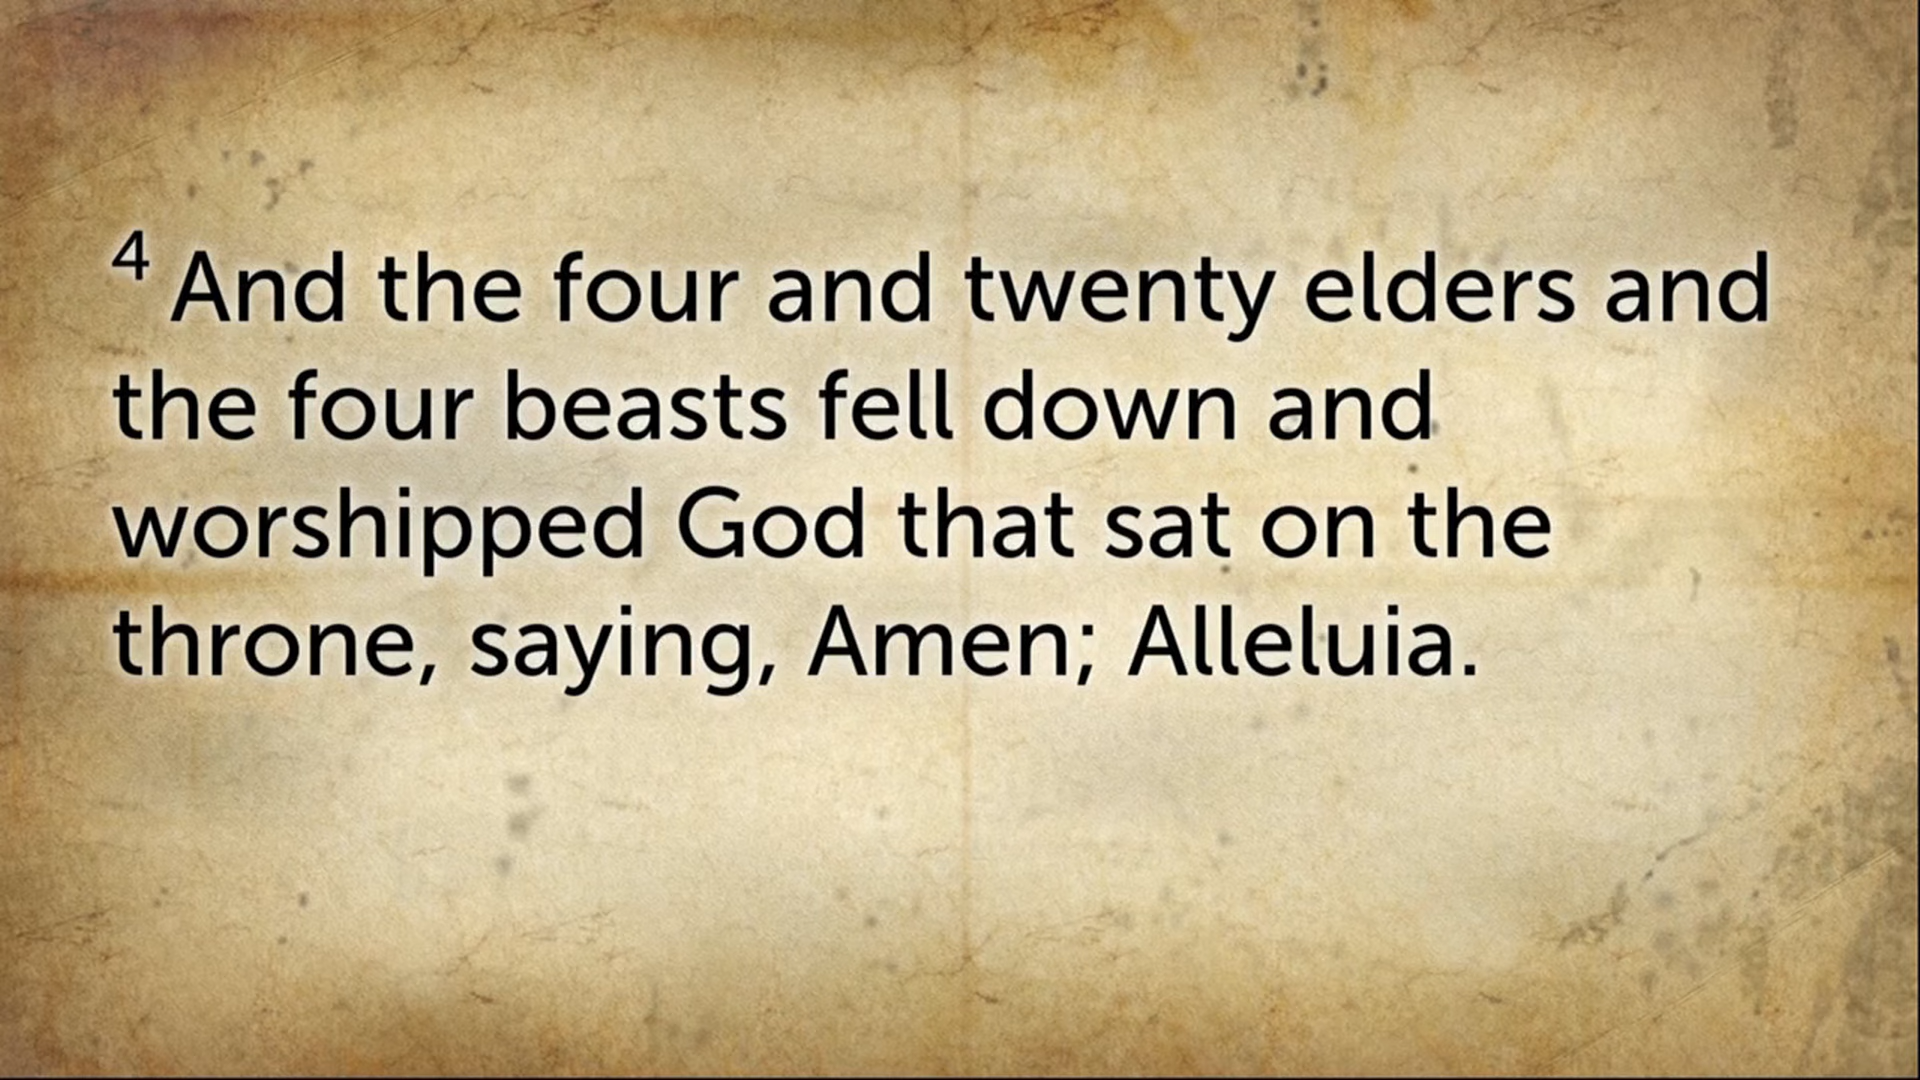 4 And the four and twenty elders and
the four beasts fell down and
worshipped God that sat on the
throne, saying, Amen; Alleluia.